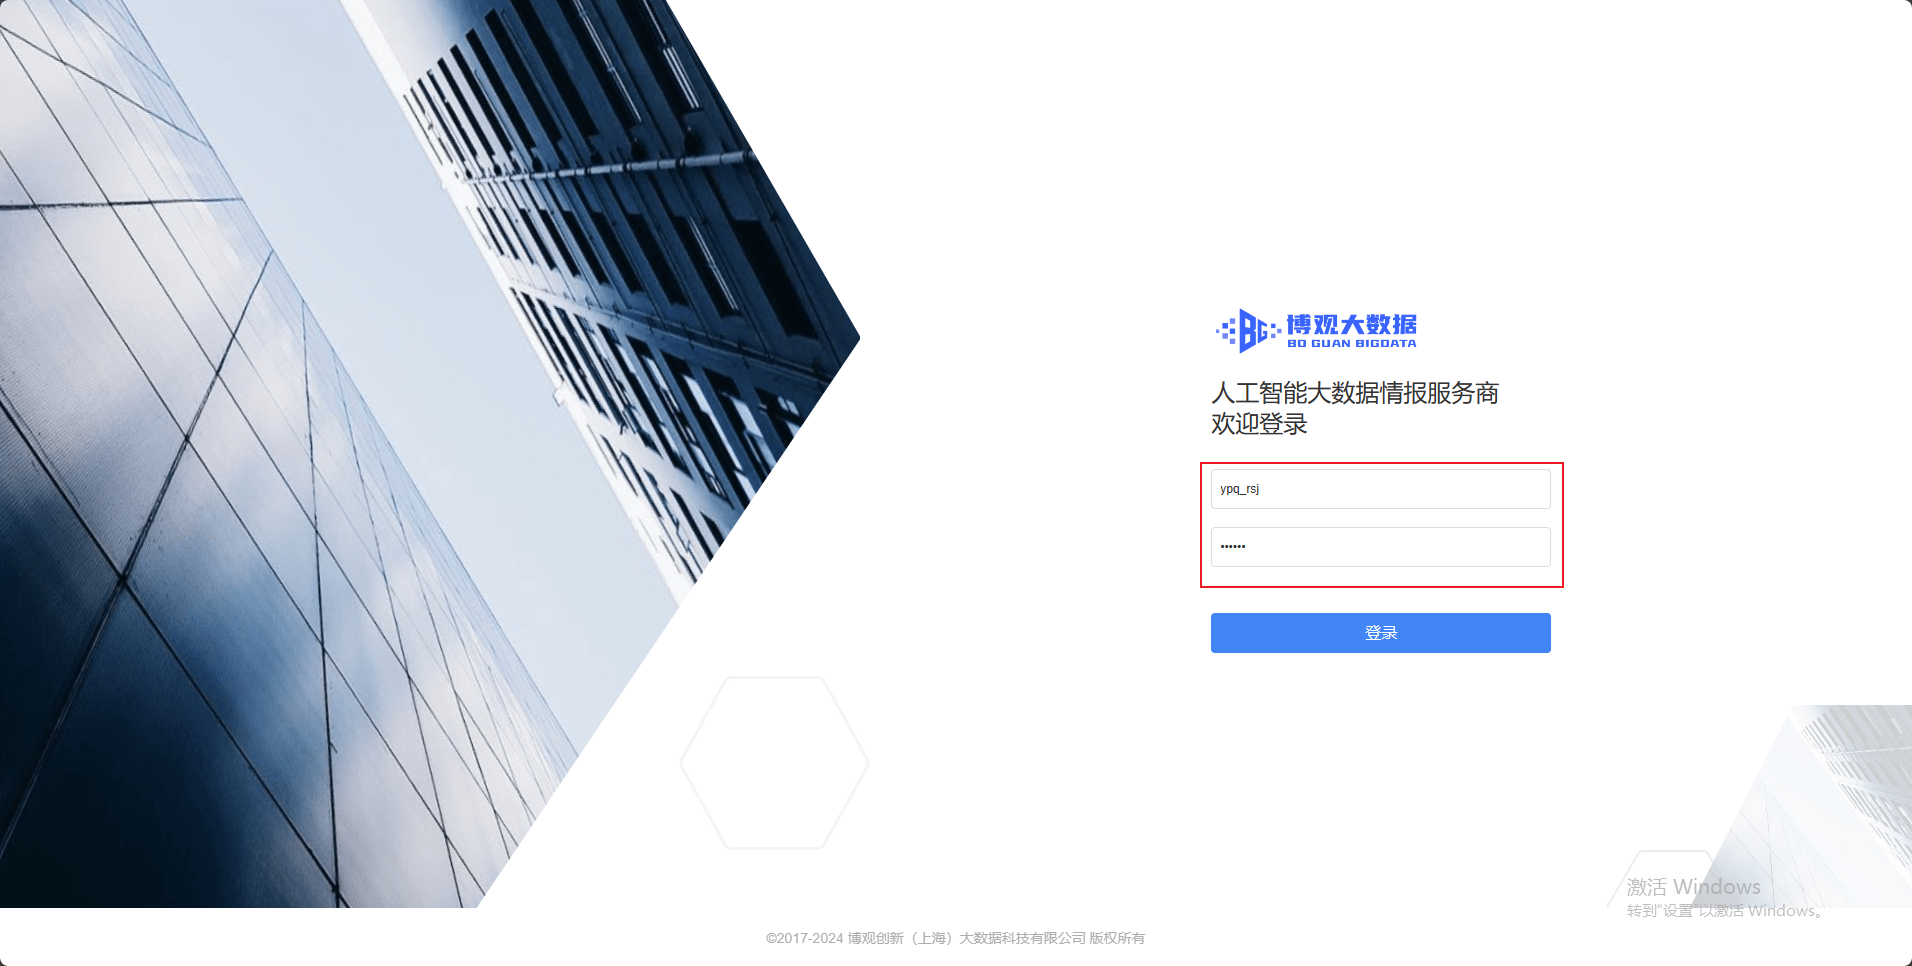 博观大数据
BO GUAN BIGDATA
人工智能大数据情报服务商
欢迎登录
ypq_rsj
••••••
登录
激活 Windows
转到“设置”以激活 Windows。
©2017-2024 博观创新（上海）大数据科技有限公司 版权所有